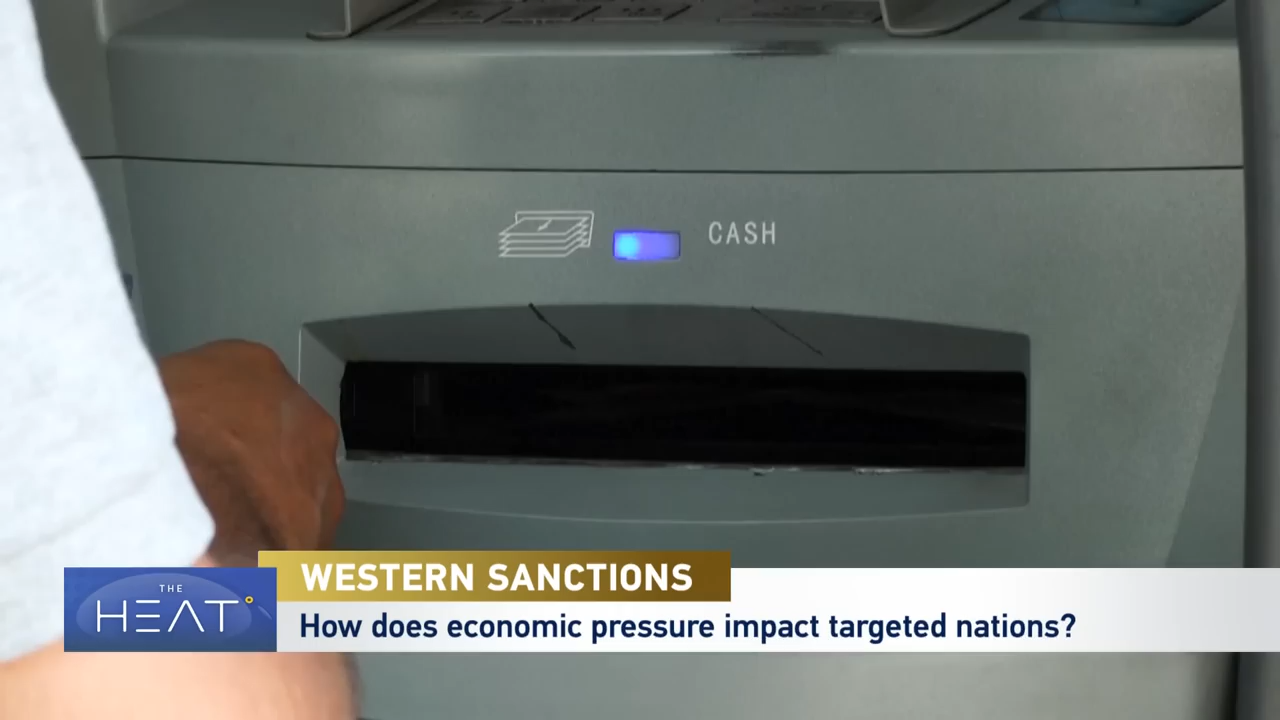 CASH
WESTERN SANCTIONS
THE
HEAT
How does economic pressure impact targeted nations?